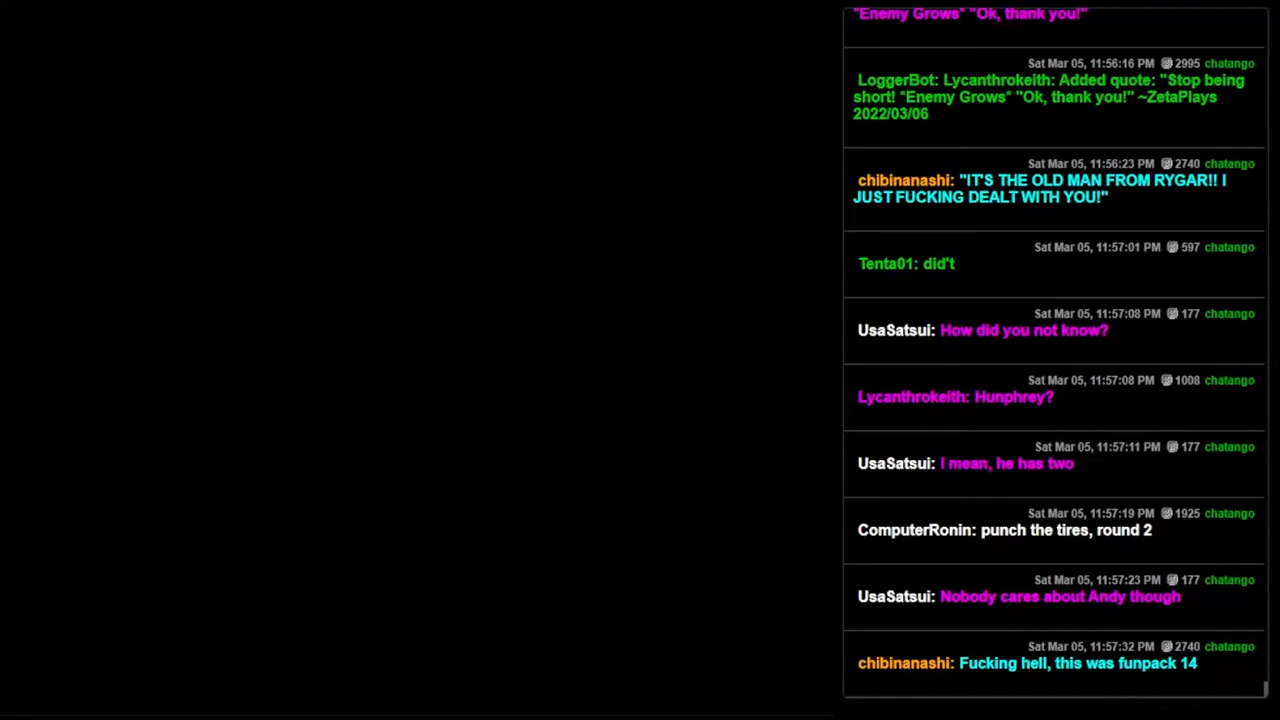 "Enemy Grows" "Ok, thank you!"
Sat Mar 05, 11:56:16 PM 2995 chatango
LoggerBot: Lycanthrokeith: Added quote: "Stop being
short! *Enemy Grows* "Ok, thank you!" ~ZetaPlays
2022/03/06
Sat Mar 05, 11:56:23 PM 2740 chatango
chibinanashi: "IT'S THE OLD MAN FROM RYGAR!! I
JUST FUCKING DEALT WITH YOU!"
Sat Mar 05, 11:57:01 PM 597 chatango
Tenta01: did't
Sat Mar 05, 11:57:08 PM 177 chatango
UsaSatsui: How did you not know?
Sat Mar 05, 11:57:08 PM 1008 chatango
Lycanthrokeith: Hunphrey?
Sat Mar 05, 11:57:11 PM 177 chatango
UsaSatsui: I mean, he has two
Sat Mar 05, 11:57:19 PM 1925 chatango
ComputerRonin: punch the tires, round 2
Sat Mar 05, 11:57:23 PM 177 chatango
UsaSatsui: Nobody cares about Andy though
Sat Mar 05, 11:57:32 PM 2740 chatango
chibinanashi: Fucking hell, this was funpack 14